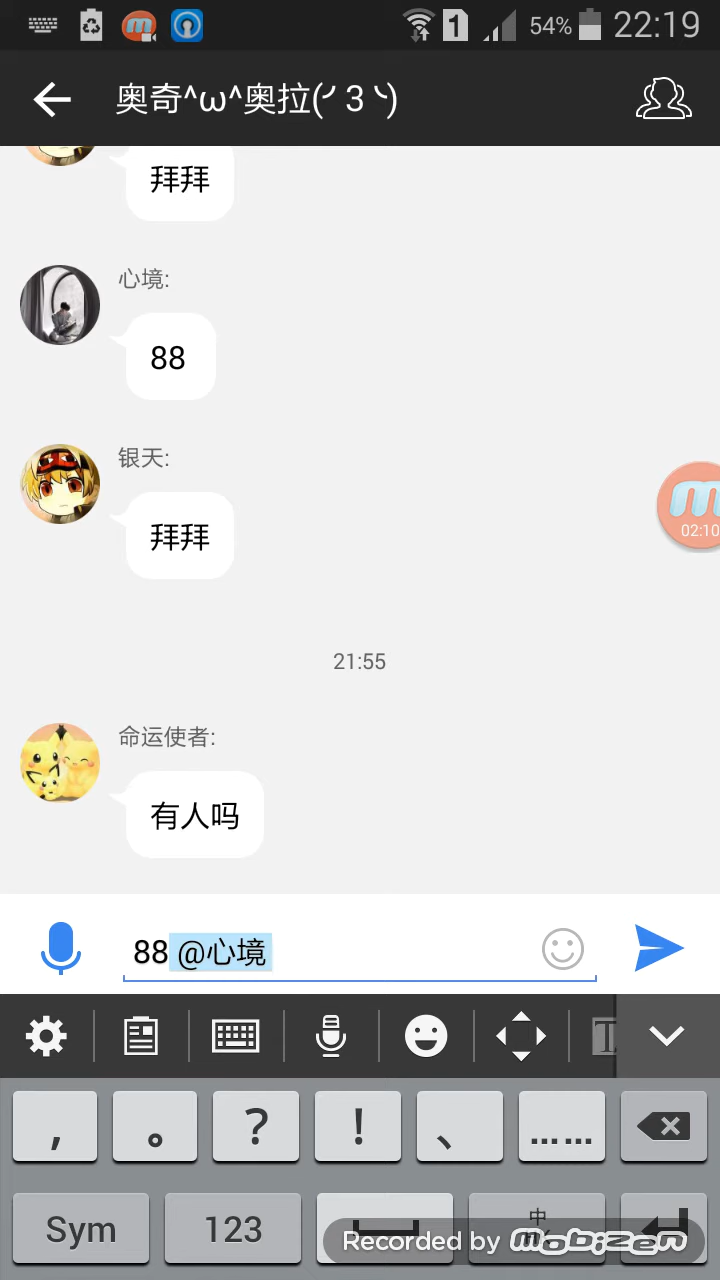 1 54% 22:19
奥奇^ω^奥拉(╯3╰)
拜拜
心境:
88
银天:
拜拜
02:10
21:55
命运使者:
有人吗
88 @心境
, 。 ? ! 、 ……
Sym 123 中
Recorded by mobizen